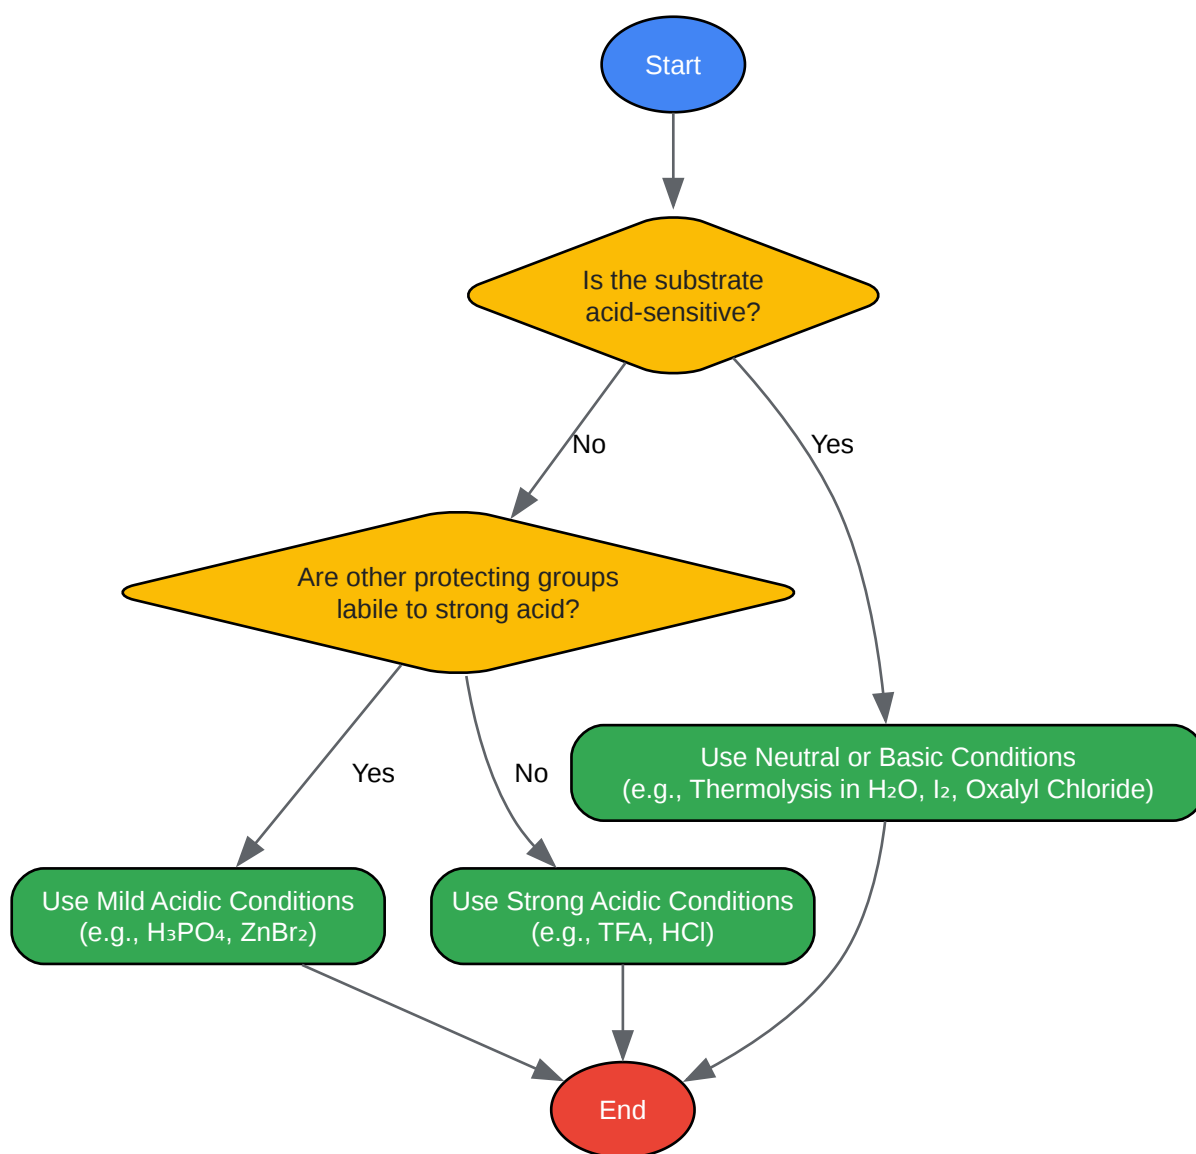 Start
Is the substrate
acid-sensitive?
No
Yes
Are other protecting groups
labile to strong acid?
Yes
No
Use Neutral or Basic Conditions
(e.g., Thermolysis in H₂O, I₂, Oxalyl Chloride)
Use Mild Acidic Conditions
(e.g., H₃PO₄, ZnBr₂)
Use Strong Acidic Conditions
(e.g., TFA, HCl)
End